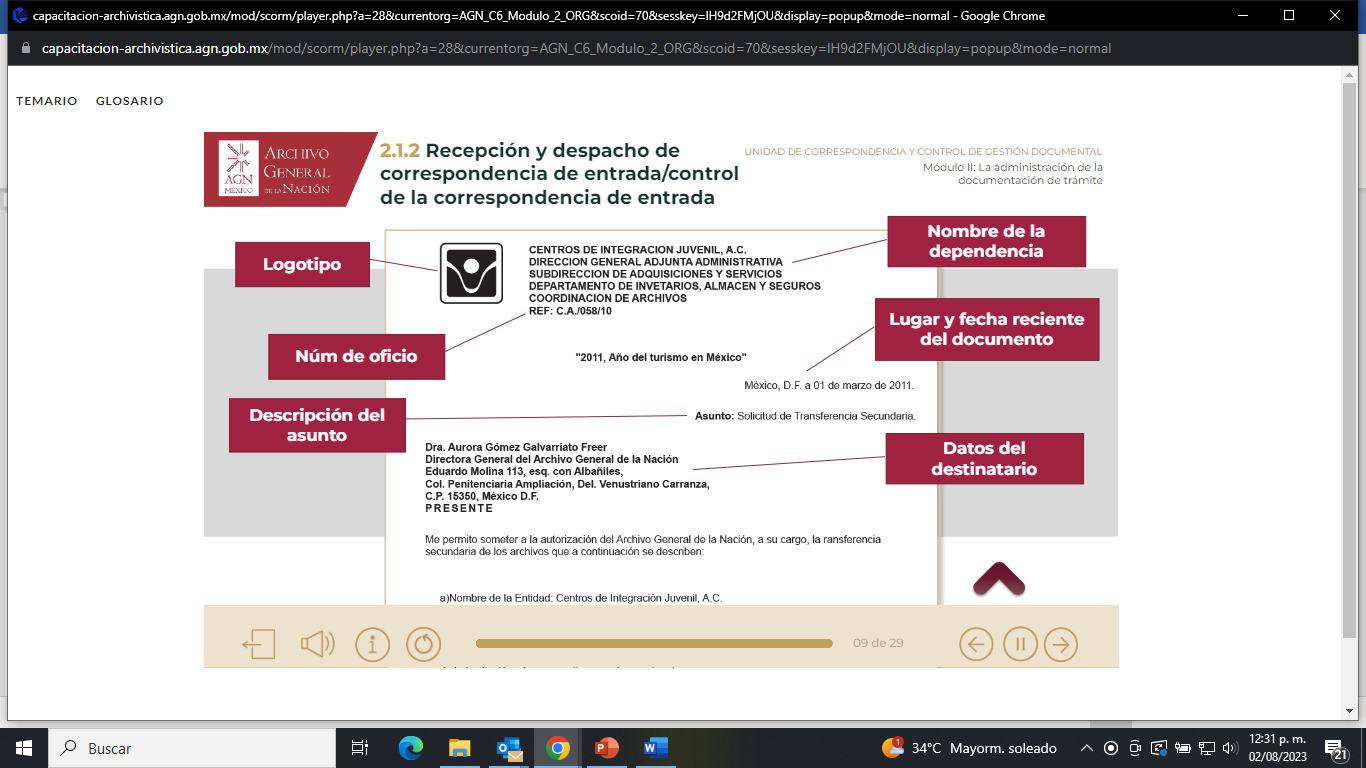 capacitacion-archivistica.agn.gob.mx/mod/scorm/player.php?a=28&currentorg=AGN_C6_Modulo_2_ORG&scoid=70&sesskey=IH9d2FMjOU&display=popup&mode=normal - Google Chrome
capacitacion-archivistica.agn.gob.mx/mod/scorm/player.php?a=28&currentorg=AGN_C6_Modulo_2_ORG&scoid=70&sesskey=IH9d2FMjOU&display=popup&mode=normal
TEMARIO GLOSARIO
AGN
MÉXICO
ARCHIVO
GENERAL
DE LA NACIÓN
2.1.2 Recepción y despacho de
correspondencia de entrada/control
de la correspondencia de entrada
UNIDAD DE CORRESPONDENCIA Y CONTROL DE GESTIÓN DOCUMENTAL
Módulo II: La administración de la
documentación de trámite
Logotipo
CENTROS DE INTEGRACION JUVENIL, A.C.
DIRECCION GENERAL ADJUNTA ADMINISTRATIVA
SUBDIRECCION DE ADQUISICIONES Y SERVICIOS
DEPARTAMENTO DE INVETARIOS, ALMACEN Y SEGUROS
COORDINACION DE ARCHIVOS
REF: C.A./058/10
Nombre de la
dependencia
Núm de oficio
"2011, Año del turismo en México"
Lugar y fecha reciente
del documento
México, D.F. a 01 de marzo de 2011.
Descripción del
asunto
Asunto: Solicitud de Transferencia Secundaria.
Dra. Aurora Gómez Galvarriato Freer
Directora General del Archivo General de la Nación
Eduardo Molina 113, esq. con Albañiles,
Col. Penitenciaria Ampliación, Del. Venustriano Carranza,
C.P. 15350, México D.F.
PRESENTE
Datos del
destinatario
Me permito someter a la autorización del Archivo General de la Nación, a su cargo, la ransferencia
secundaria de los archivos que a continuación se describen:
a)Nombre de la Entidad: Centros de Integración Juvenil, A.C.
09 de 29
Buscar
1
34°C Mayorm. soleado
12:31 p. m.
02/08/2023
21